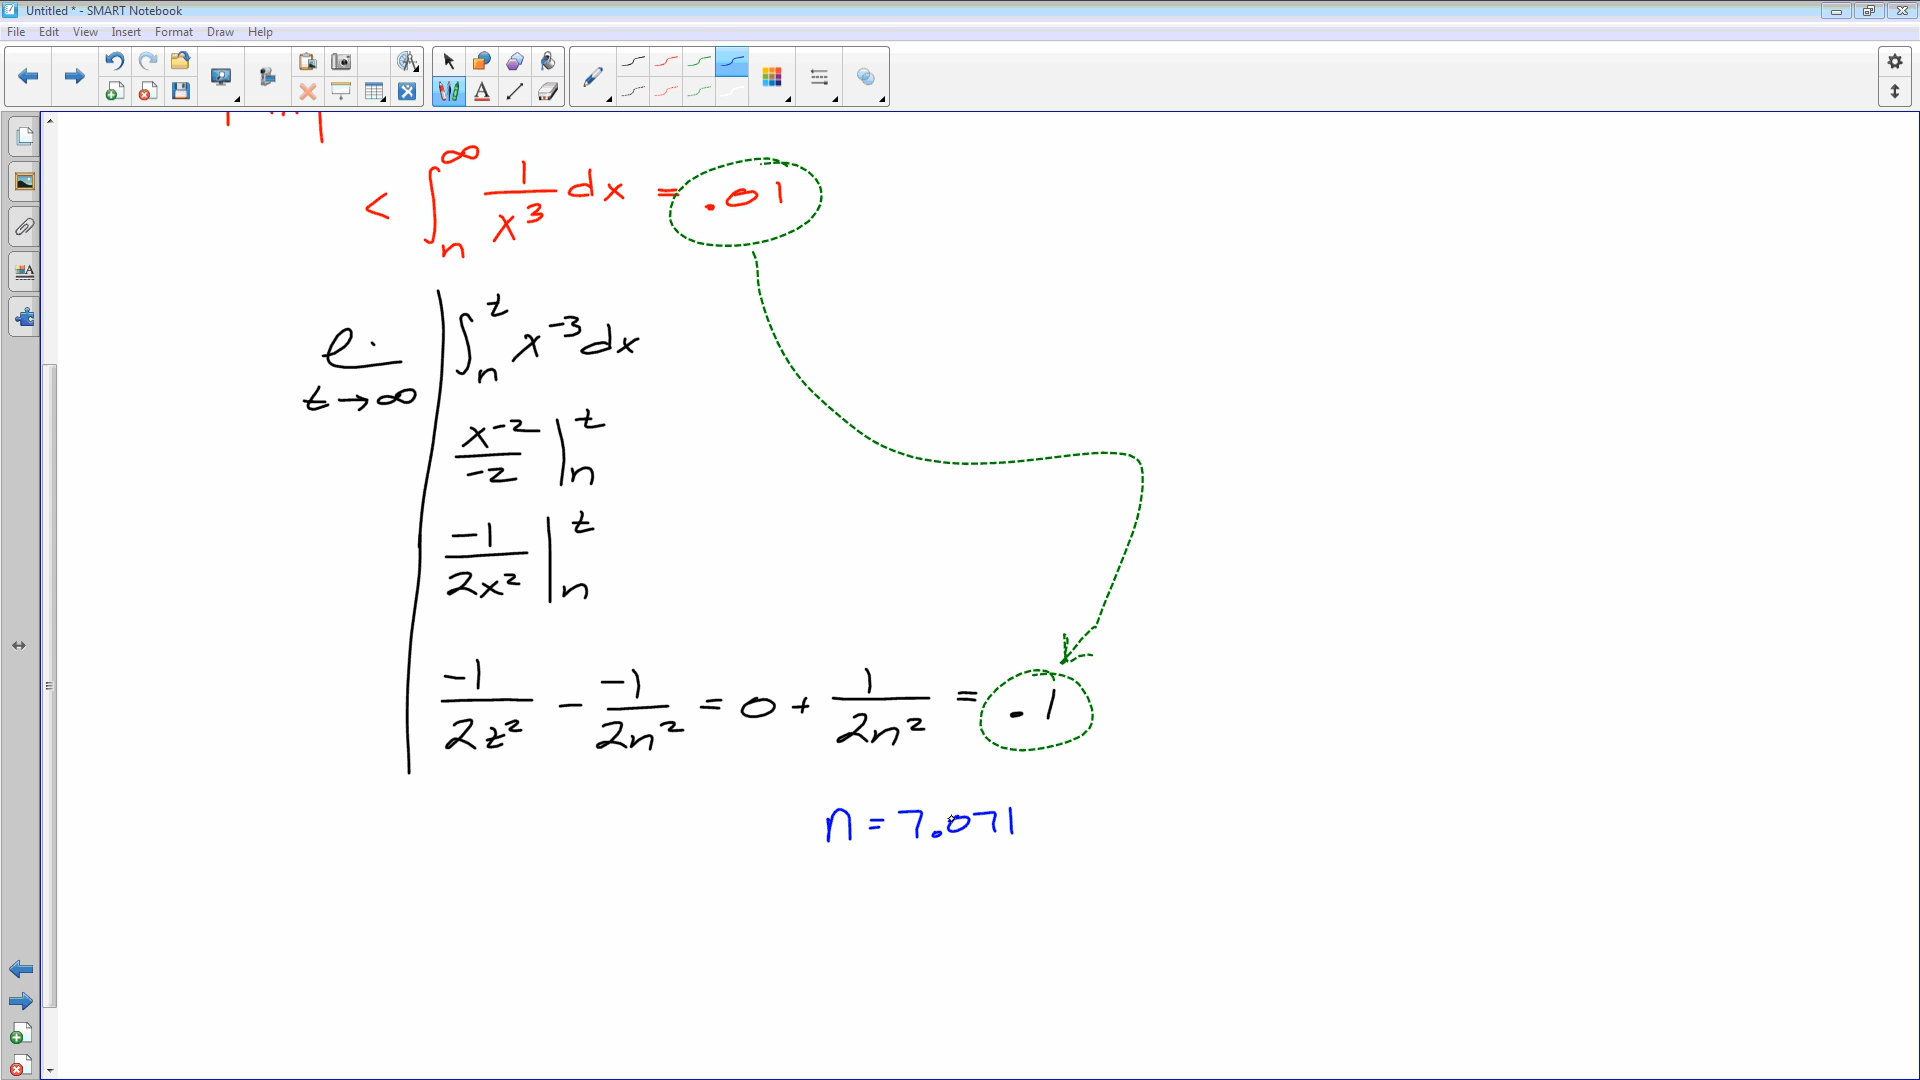 Untitled * - SMART Notebook
File Edit View Insert Format Draw Help
< ∫_n^∞ 1/x³ dx = .01
t→∞ ∫_n^t x⁻³ dx
x⁻²/-2 |_n^t
-1/2x² |_n^t
-1/2t² - -1/2n² = 0 + 1/2n² = .1
n = 7.071